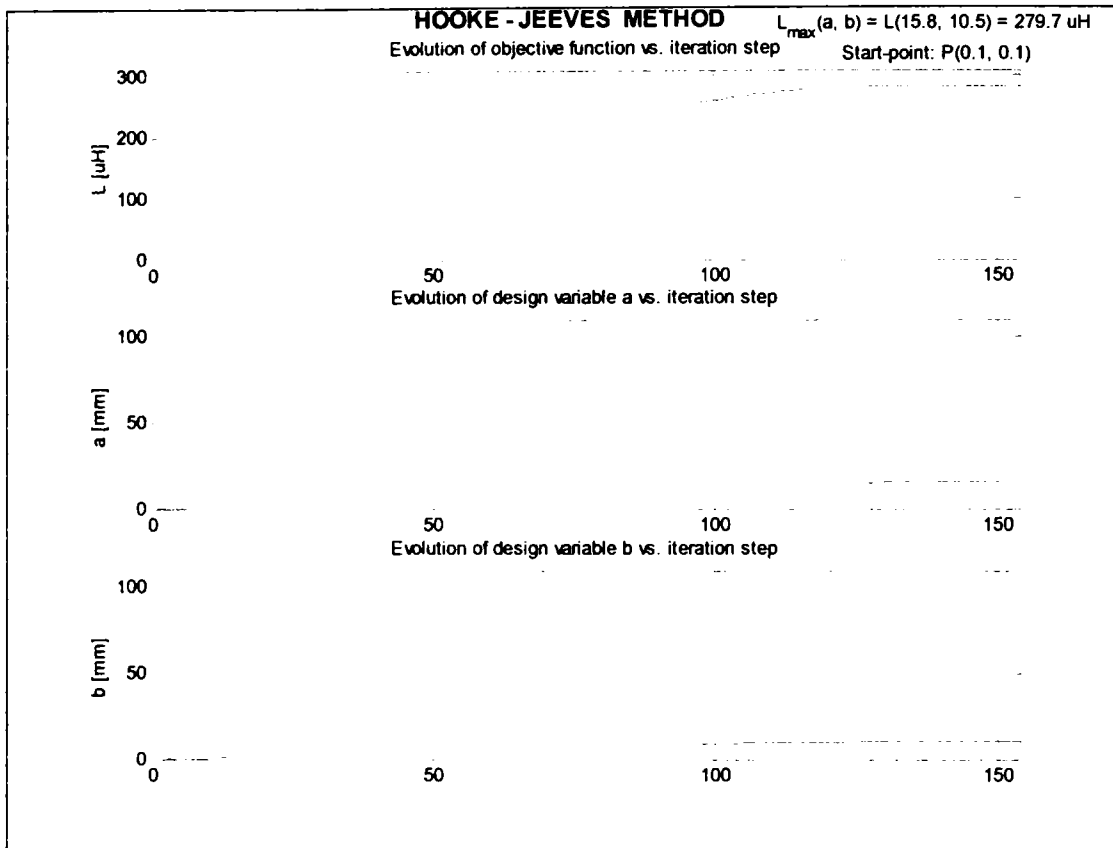 HOOKE - JEEVES METHOD
L_max(a, b) = L(15.8, 10.5) = 279.7 uH
Evolution of objective function vs. iteration step
Start-point: P(0.1, 0.1)
300
200
100
0
L [uH]
0 50 100 150
Evolution of design variable a vs. iteration step
100
50
0
a [mm]
0 50 100 150
Evolution of design variable b vs. iteration step
100
50
0
b [mm]
0 50 100 150